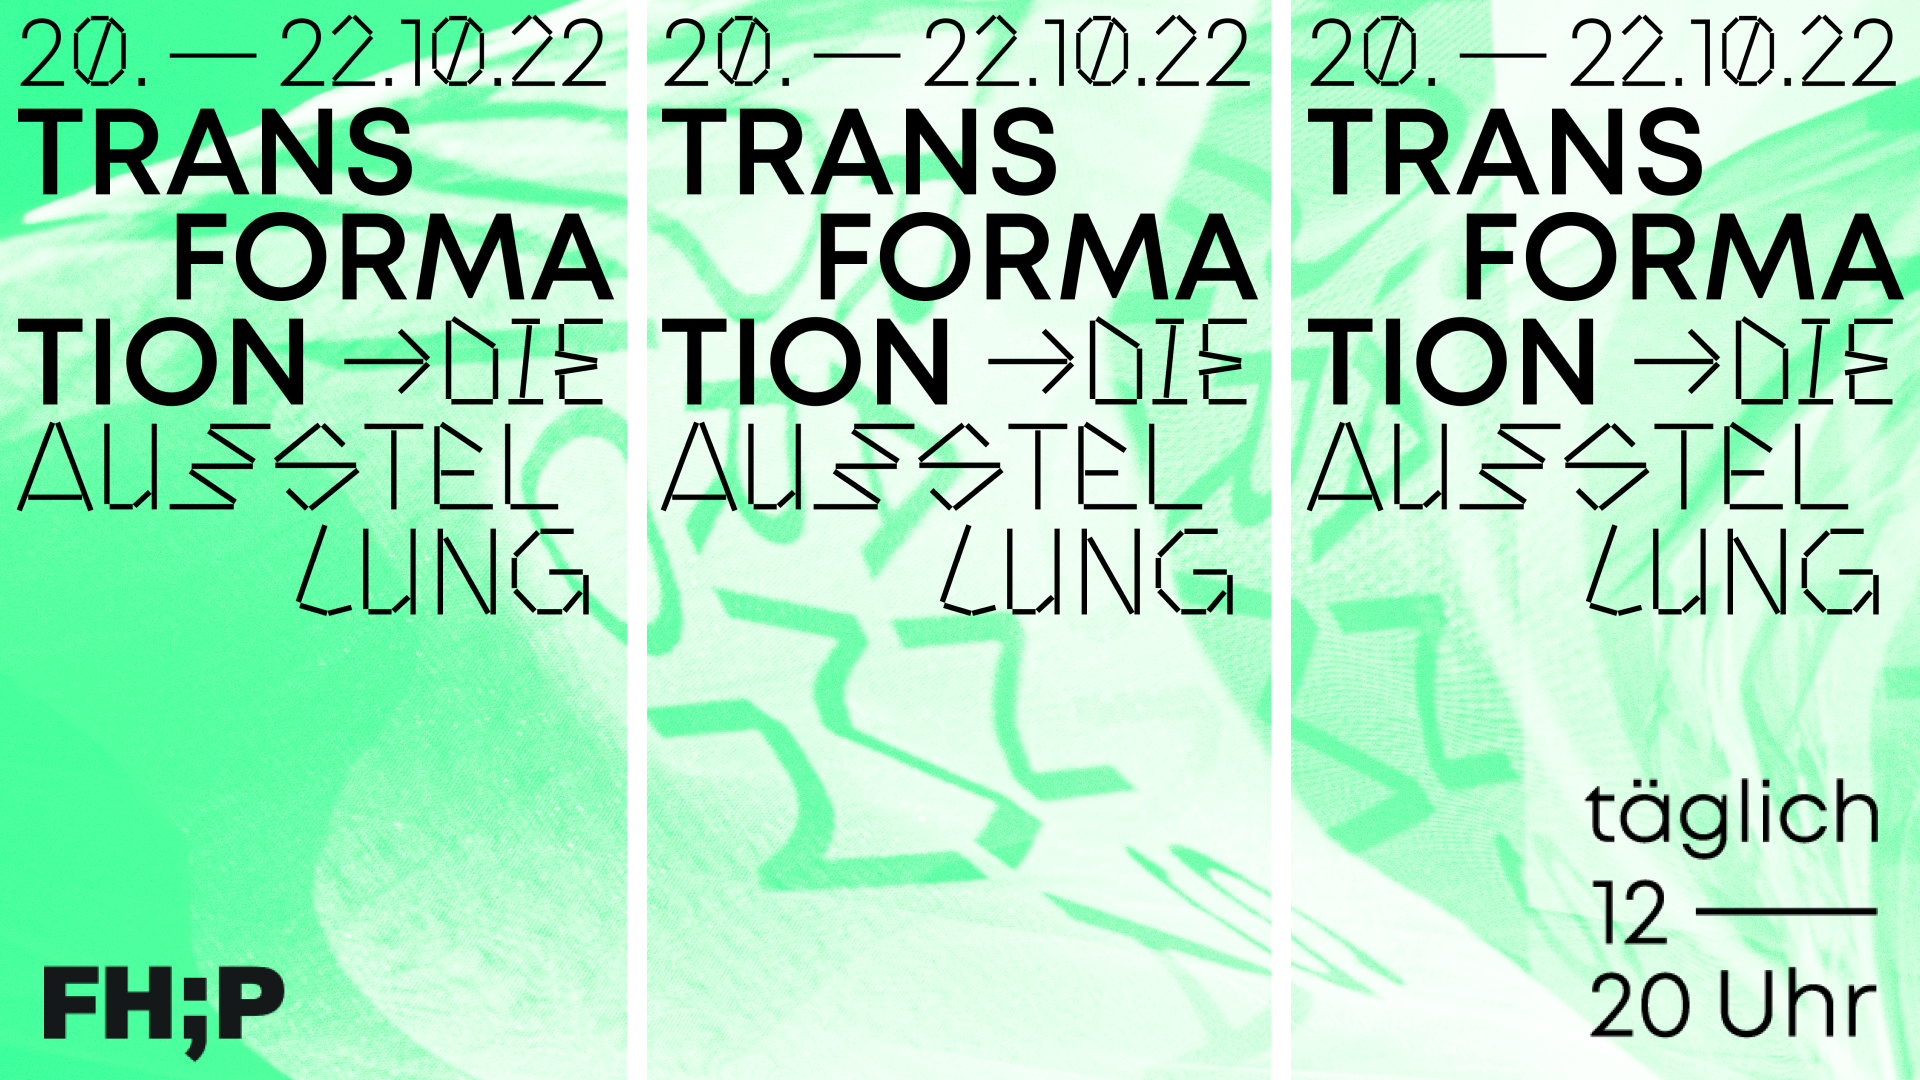 20. — 22.10.22
TRANS
FORMA
TION →DIE
AUSSTEL
LUNG
FH;P
20. — 22.10.22
TRANS
FORMA
TION →DIE
AUSSTEL
LUNG
20. — 22.10.22
TRANS
FORMA
TION →DIE
AUSSTEL
LUNG
täglich
12 —
20 Uhr